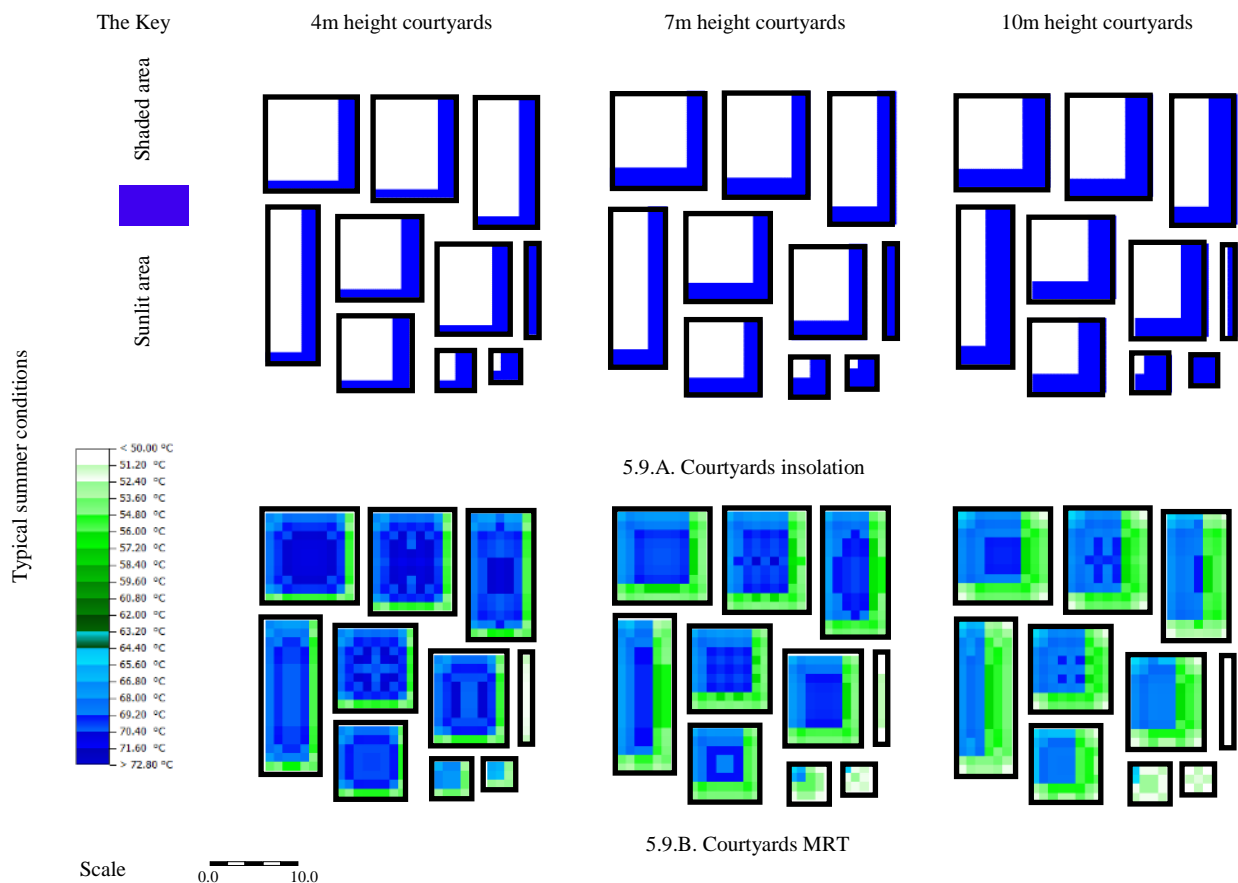 The Key
4m height courtyards
7m height courtyards
10m height courtyards
Shaded area
Sunlit area
Typical summer conditions
5.9.A. Courtyards insolation
< 50.00 °C
51.20 °C
52.40 °C
53.60 °C
54.80 °C
56.00 °C
57.20 °C
58.40 °C
59.60 °C
60.80 °C
62.00 °C
63.20 °C
64.40 °C
65.60 °C
66.80 °C
68.00 °C
69.20 °C
70.40 °C
71.60 °C
> 72.80 °C
5.9.B. Courtyards MRT
Scale
0.0
10.0